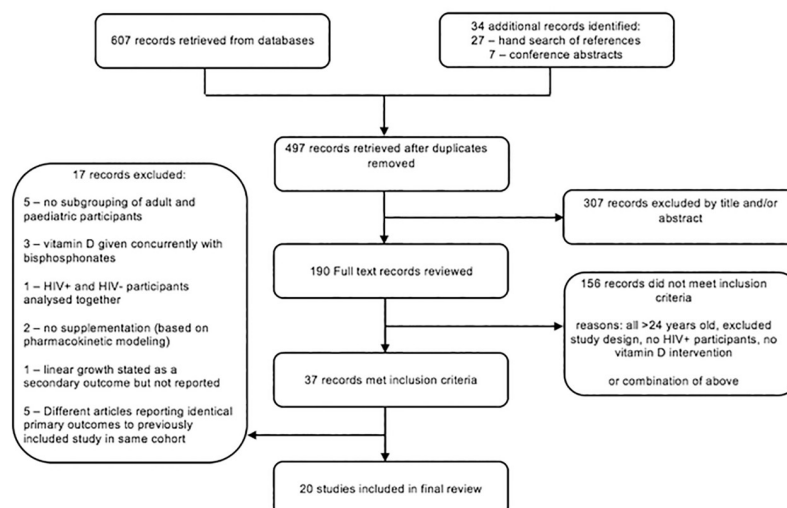 607 records retrieved from databases
34 additional records identified:
27 – hand search of references
7 – conference abstracts
497 records retrieved after duplicates
removed
17 records excluded:
5 – no subgrouping of adult and
paediatric participants
3 – vitamin D given concurrently with
bisphosphonates
1 – HIV+ and HIV- participants
analysed together
2 – no supplementation (based on
pharmacokinetic modeling)
1 – linear growth stated as a
secondary outcome but not reported
5 – Different articles reporting identical
primary outcomes to previously
included study in same cohort
307 records excluded by title and/or
abstract
190 Full text records reviewed
156 records did not meet inclusion
criteria
reasons: all >24 years old, excluded
study design, no HIV+ participants, no
vitamin D intervention
or combination of above
37 records met inclusion criteria
20 studies included in final review